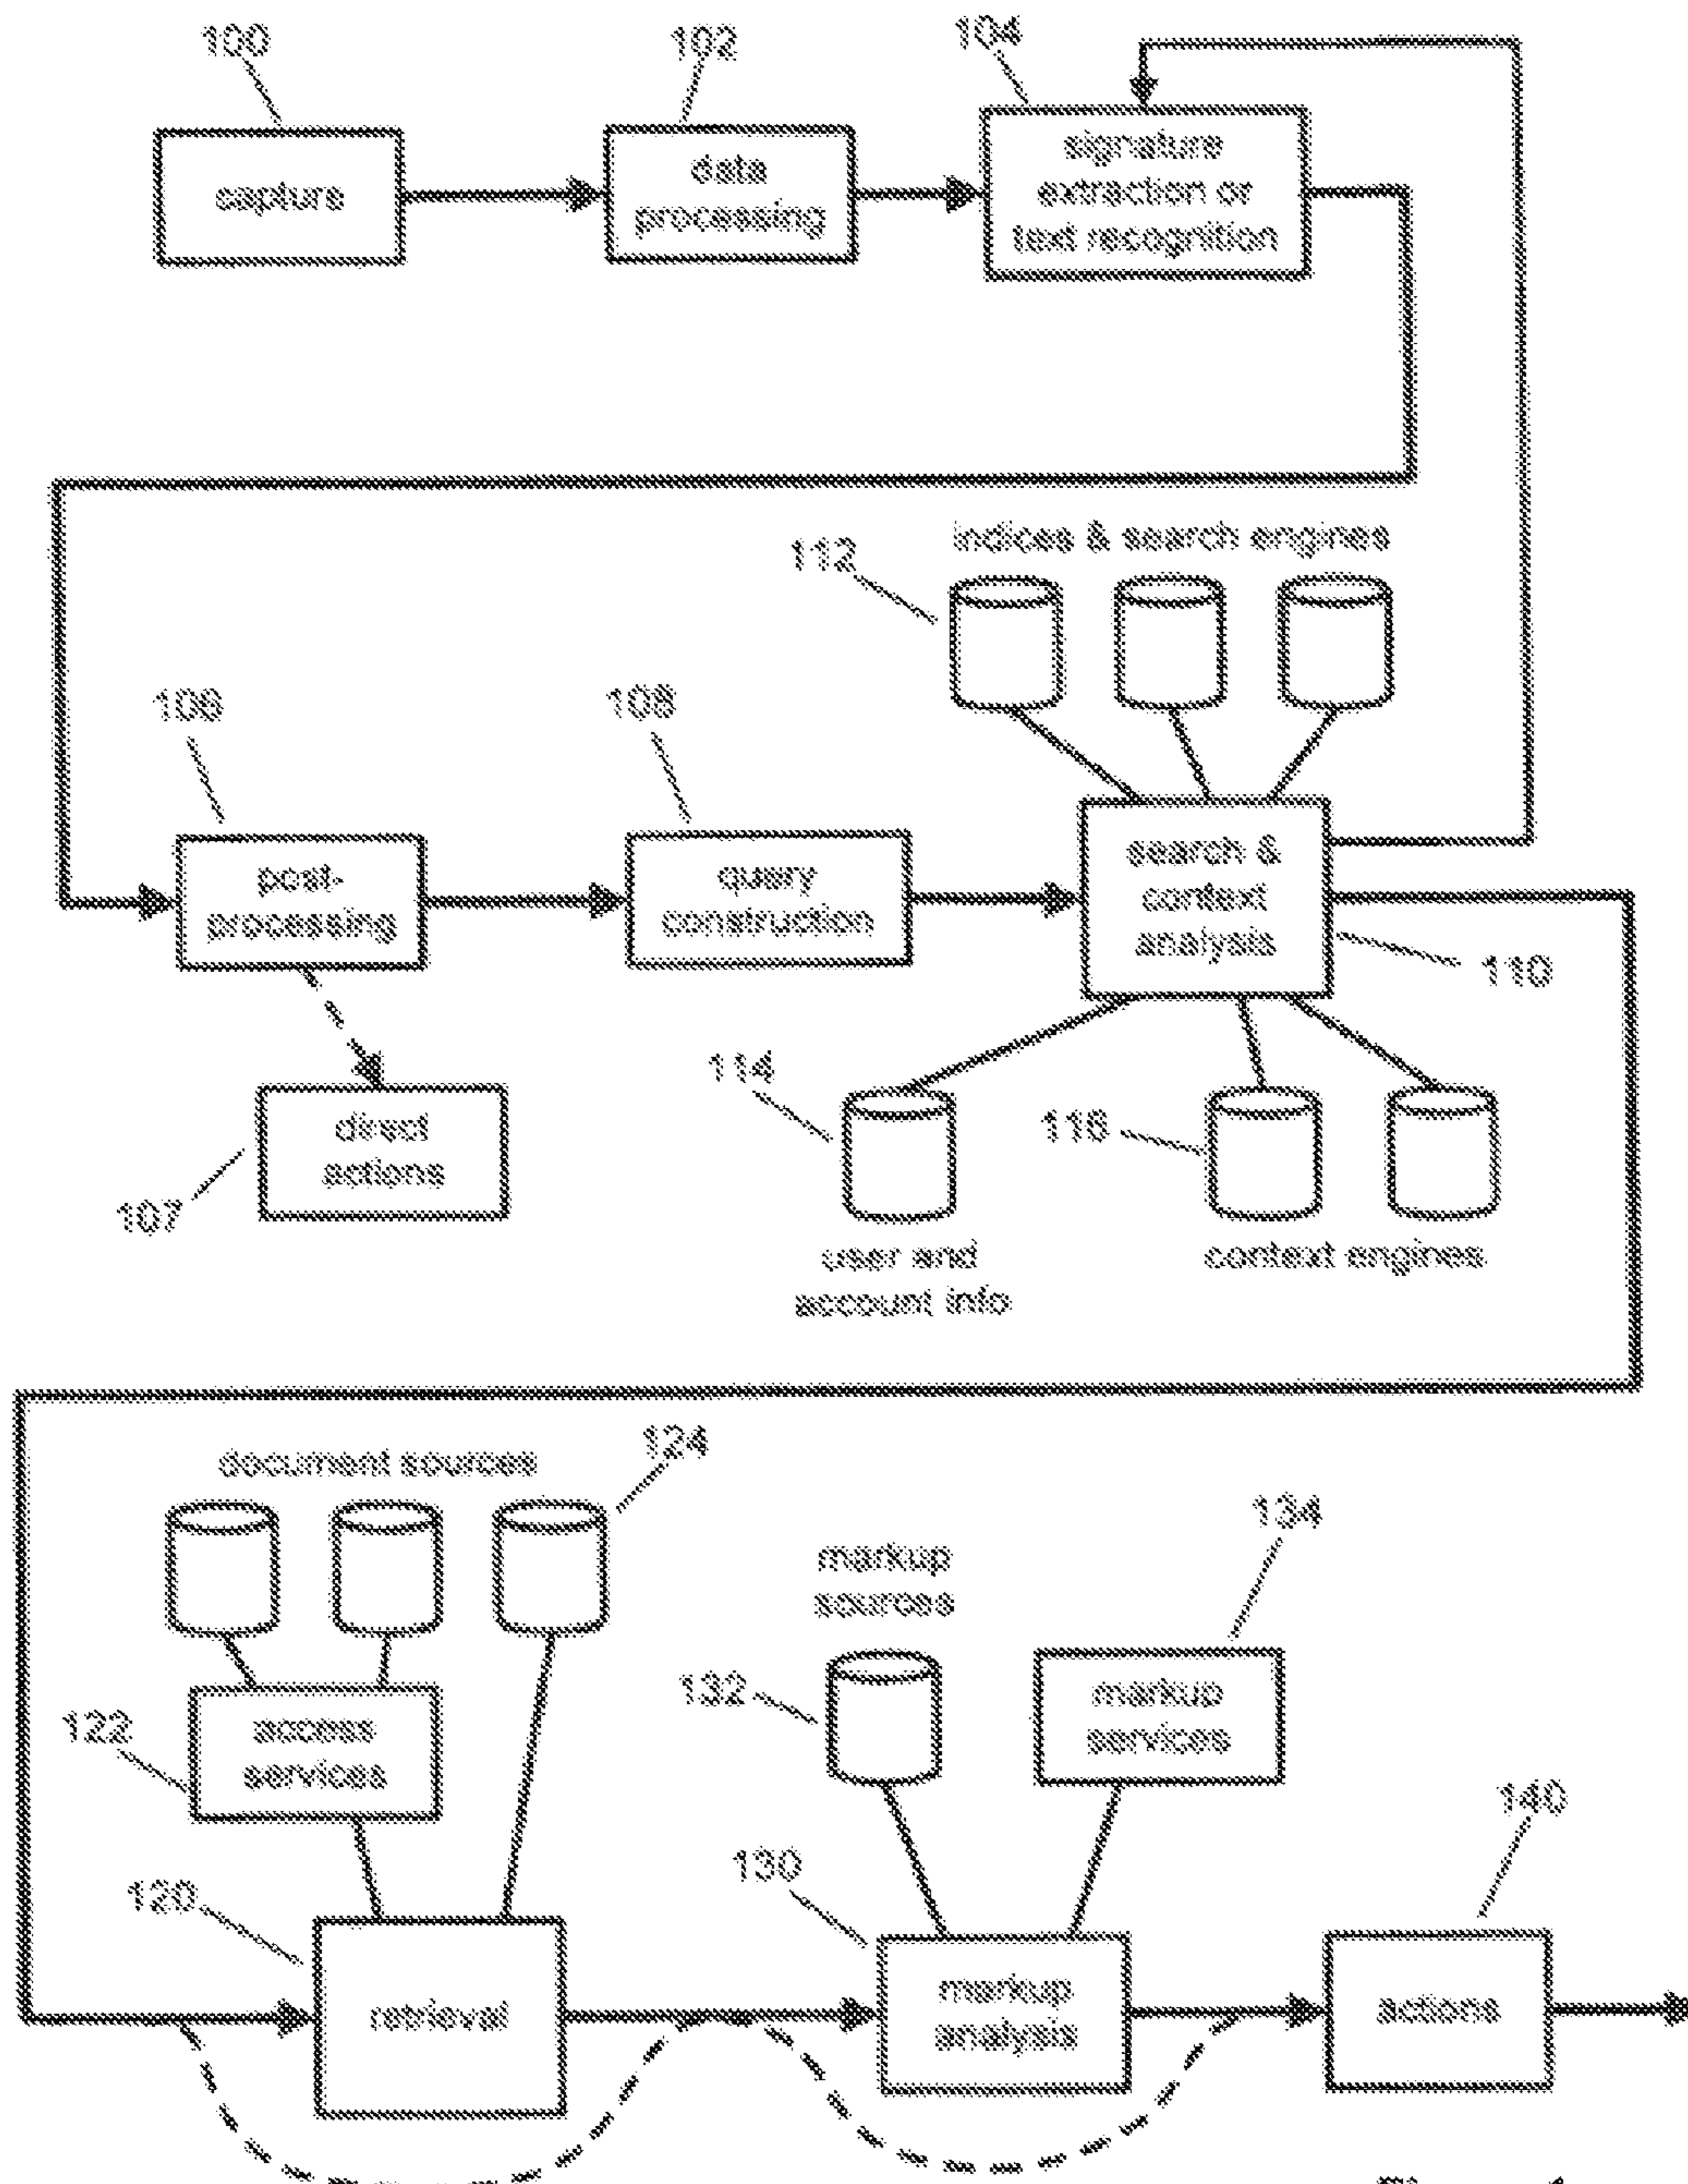 100
102
104
capture
data
processing
signature
extraction or
text recognition
indices & search engines
112
106
108
post-
processing
query
construction
search &
context
analysis
110
114
116
direct
actions
107
user and
account info
context engines
document sources
124
134
markup
sources
132
markup
services
122
access
services
140
130
120
retrieval
markup
analysis
actions